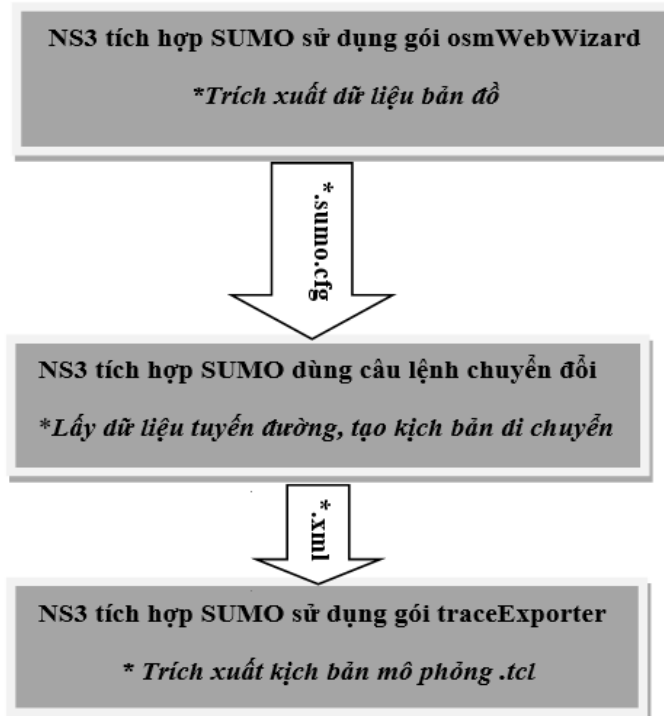 NS3 tích hợp SUMO sử dụng gói osmWebWizard
*Trích xuất dữ liệu bản đồ
*.sumo.cfg
NS3 tích hợp SUMO dùng câu lệnh chuyển đổi
*Lấy dữ liệu tuyến đường, tạo kịch bản di chuyển
*.xml
NS3 tích hợp SUMO sử dụng gói traceExporter
* Trích xuất kịch bản mô phỏng .tcl